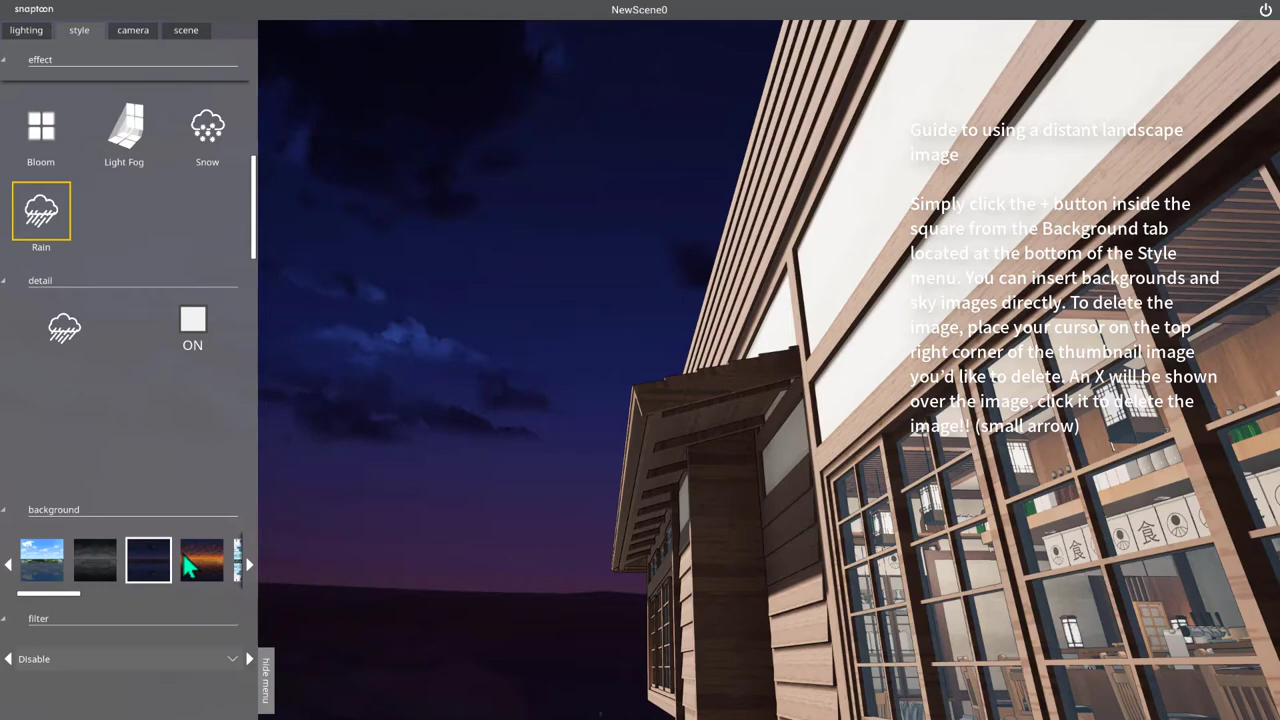 snaptoon
NewScene0
lighting
style
camera
scene
effect
Bloom
Light Fog
Snow
Rain
detail
ON
background
filter
Disable
hide menu
Guide to using a distant landscape
image
Simply click the + button inside the
square from the Background tab
located at the bottom of the Style
menu. You can insert backgrounds and
sky images directly. To delete the
image, place your cursor on the top
right corner of the thumbnail image
you'd like to delete. An X will be shown
over the image, click it to delete the
image!! (small arrow)
食
食